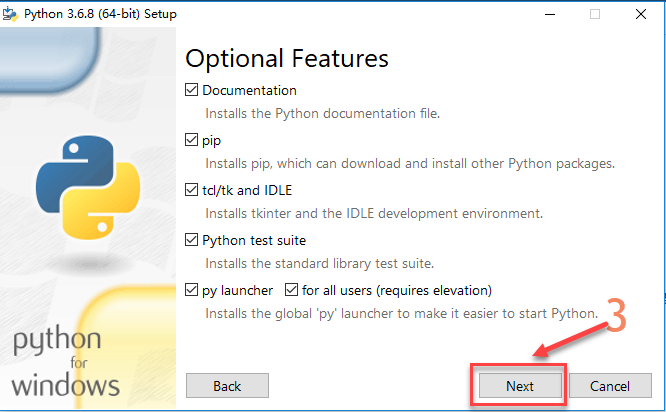 Python 3.6.8 (64-bit) Setup
Optional Features
Documentation
Installs the Python documentation file.
pip
Installs pip, which can download and install other Python packages.
tcl/tk and IDLE
Installs tkinter and the IDLE development environment.
Python test suite
Installs the standard library test suite.
py launcher for all users (requires elevation)
Installs the global 'py' launcher to make it easier to start Python.
3
python
for
windows
Back Next Cancel